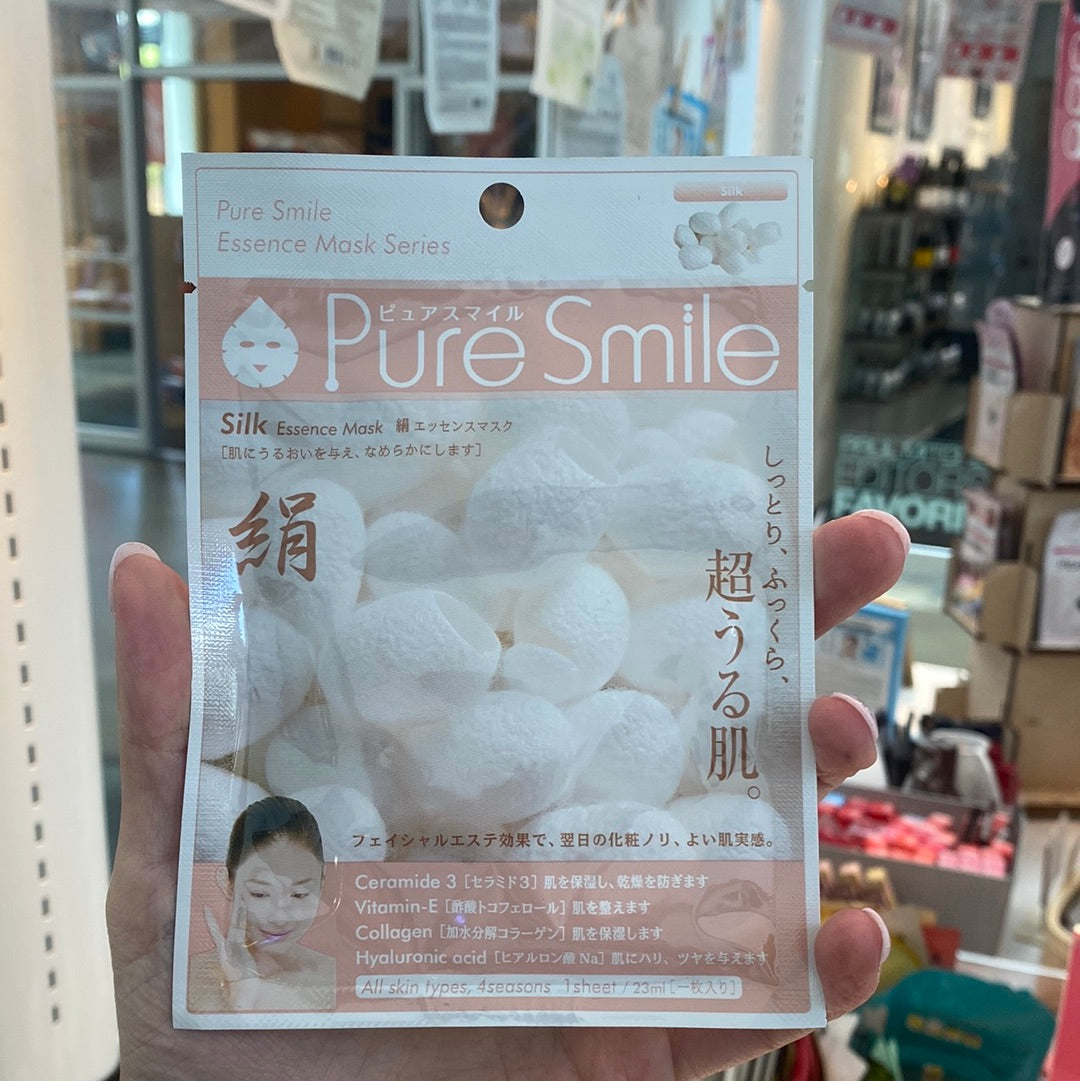 Pure Smile
Essence Mask Series
Silk
ピュアスマイル
Pure Smile
Silk Essence Mask 絹エッセンスマスク
[肌にうるおいを与え、なめらかにします]
絹
しっとり、ふっくら、
超うる肌。
フェイシャルエステ効果で、翌日の化粧ノリ、よい肌実感。
Ceramide 3 [セラミド3] 肌を保湿し、乾燥を防ぎます
Vitamin-E [酢酸トコフェロール] 肌を整えます
Collagen [加水分解コラーゲン] 肌を保湿します
Hyaluronic acid [ヒアルロン酸 Na] 肌にハリ、ツヤを与えます
All skin types, 4seasons 1sheet / 23ml [一枚入り]
EDITOR
FAVORI